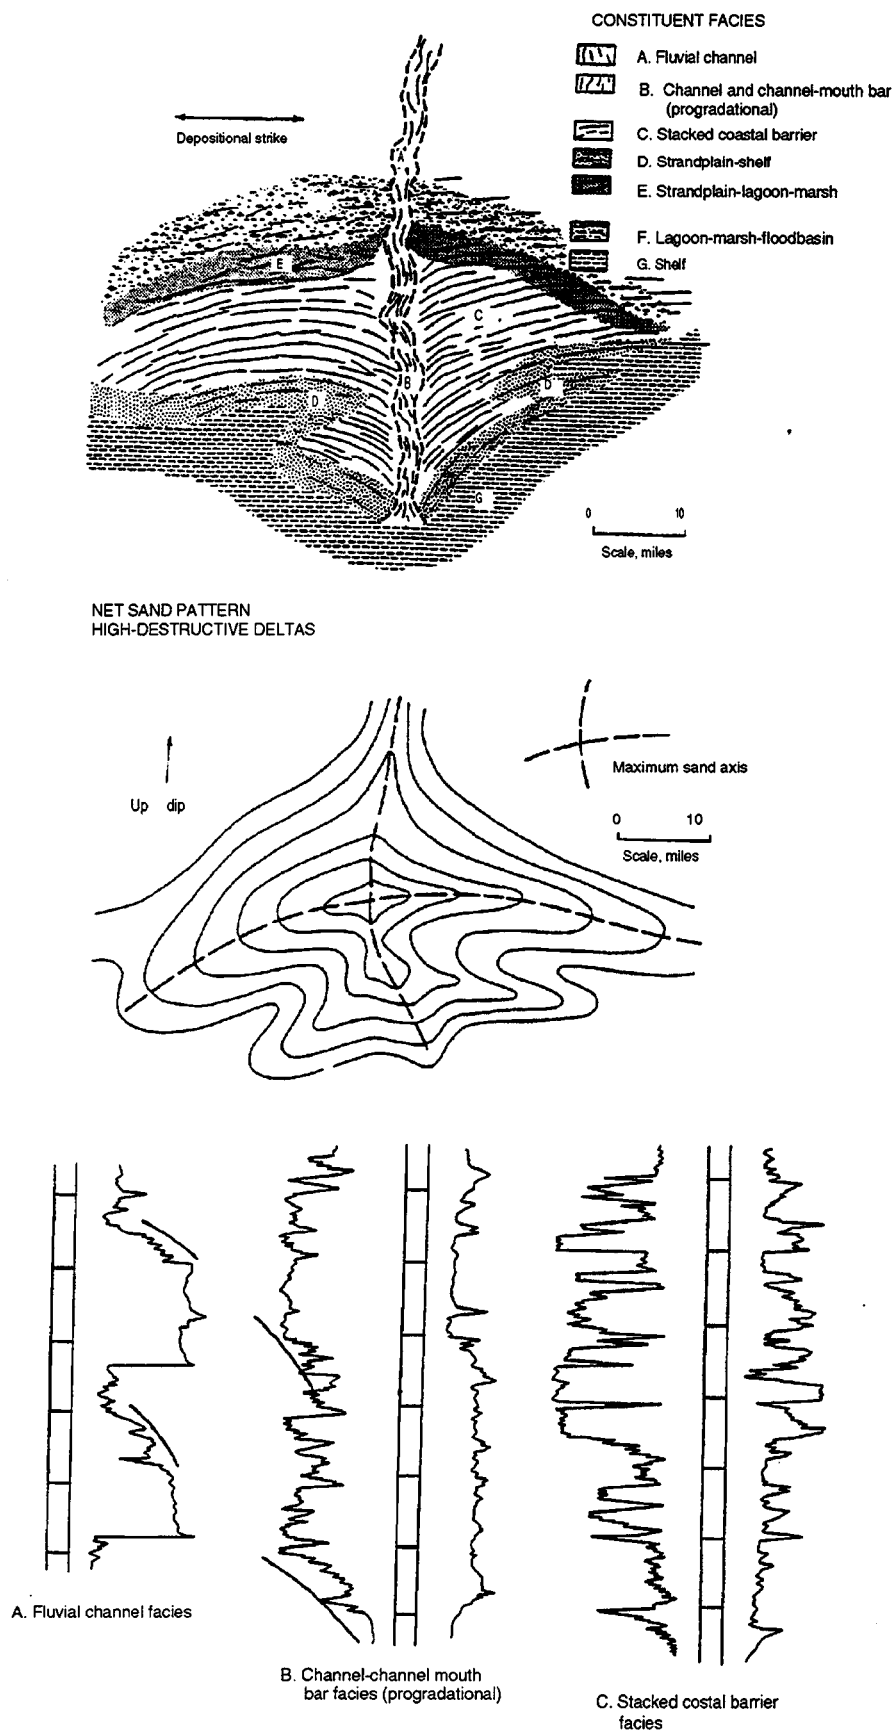 CONSTITUENT FACIES
A. Fluvial channel
B. Channel and channel-mouth bar
(progradational)
C. Stacked coastal barrier
D. Strandplain-shelf
E. Strandplain-lagoon-marsh
F. Lagoon-marsh-floodbasin
G. Shelf
Depositional strike
A
E
C
B
D
D
G
0 10
Scale, miles
NET SAND PATTERN
HIGH-DESTRUCTIVE DELTAS
Up dip
Maximum sand axis
0 10
Scale, miles
A. Fluvial channel facies
B. Channel-channel mouth
bar facies (progradational)
C. Stacked costal barrier
facies